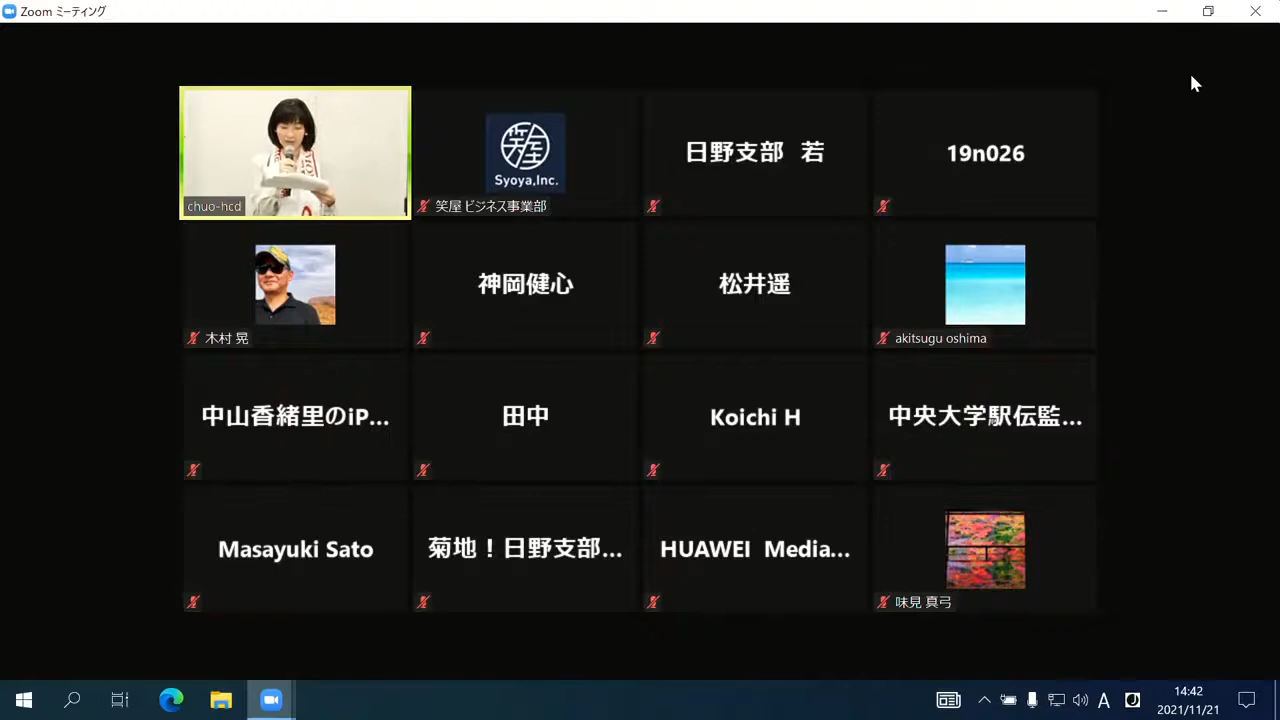 Zoom ミーティング
chuo-hcd
笑屋
Syoya,Inc.
笑屋 ビジネス事業部
日野支部 若
19n026
木村 晃
神岡健心
松井遥
akitsugu oshima
中山香緒里のiP...
田中
Koichi H
中央大学駅伝監...
Masayuki Sato
菊地！日野支部...
HUAWEI Media...
味見 真弓
A
14:42
2021/11/21